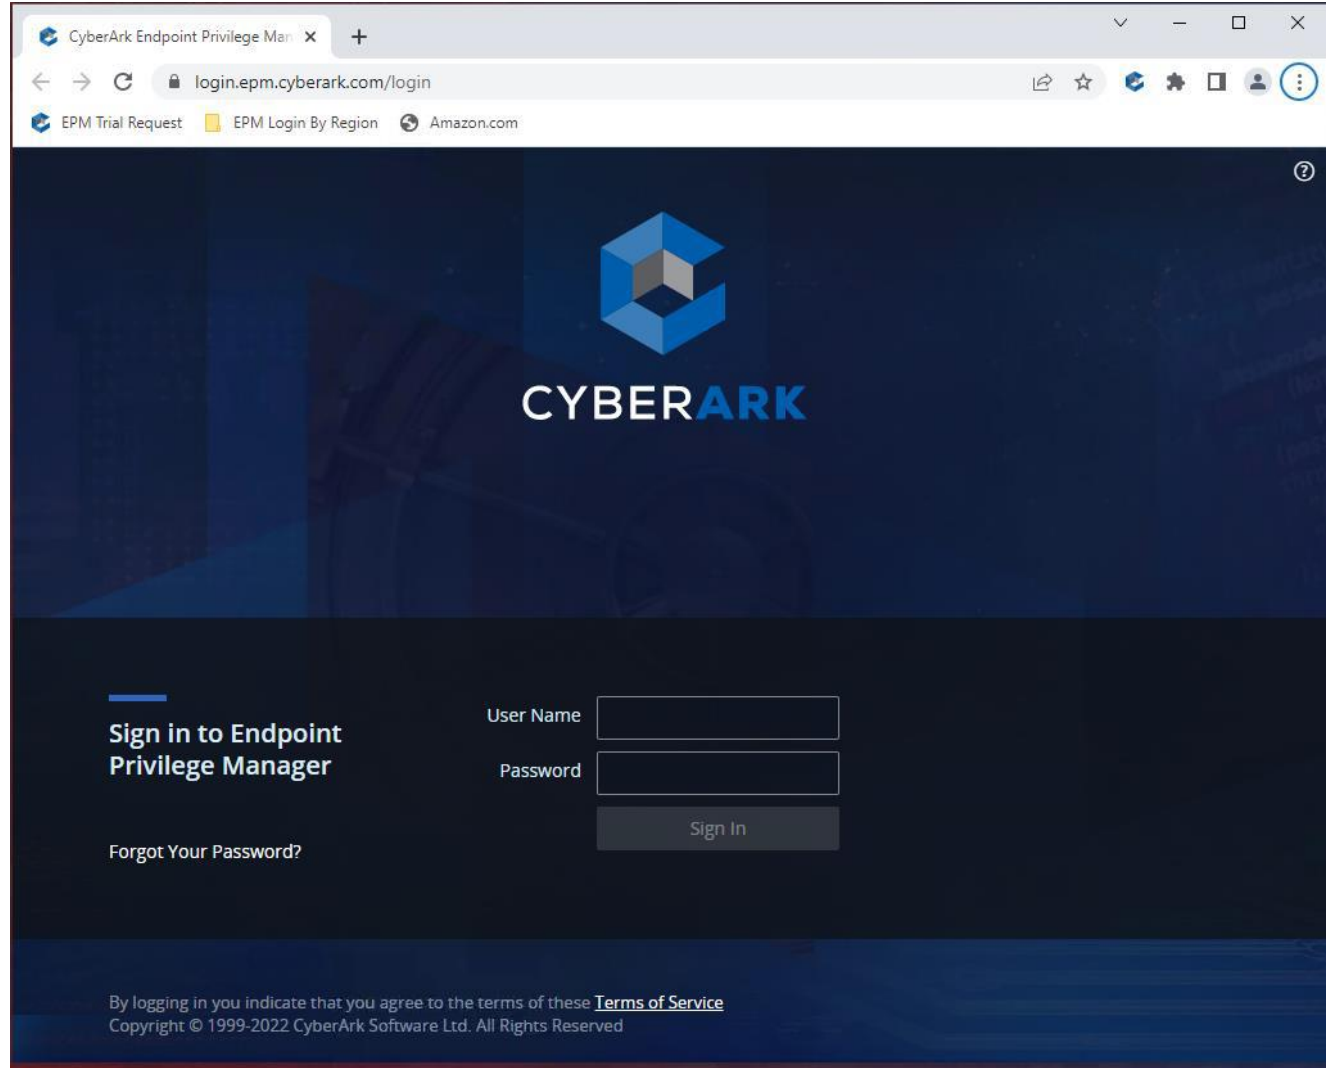 CyberArk Endpoint Privilege Man
login.epm.cyberark.com/login
EPM Trial Request EPM Login By Region Amazon.com
CYBERARK
Sign in to Endpoint
Privilege Manager
User Name
Password
Sign In
Forgot Your Password?
By logging in you indicate that you agree to the terms of these Terms of Service
Copyright © 1999-2022 CyberArk Software Ltd. All Rights Reserved